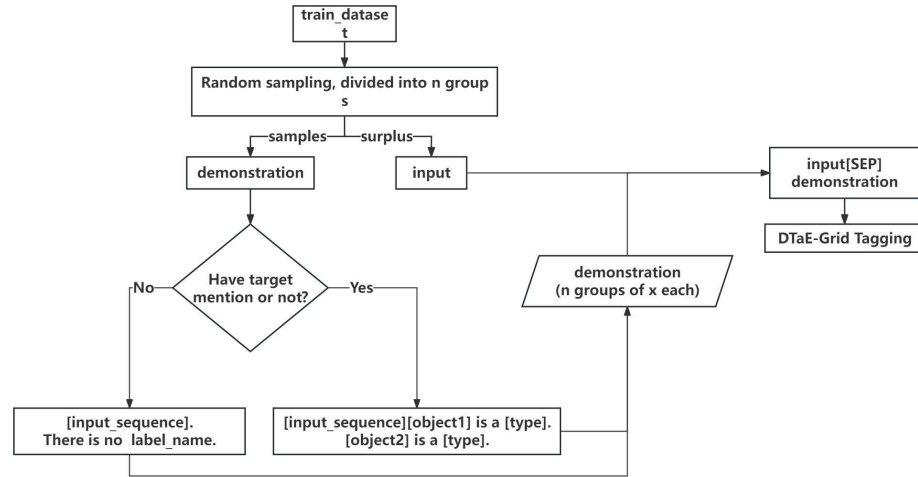 train_datase
t
Random sampling, divided into n group
s
samples
surplus
demonstration
input
input[SEP]
demonstration
DTaE-Grid Tagging
Have target
mention or not?
No
Yes
demonstration
(n groups of x each)
[input_sequence].
There is no label_name.
[input_sequence][object1] is a [type].
[object2] is a [type].